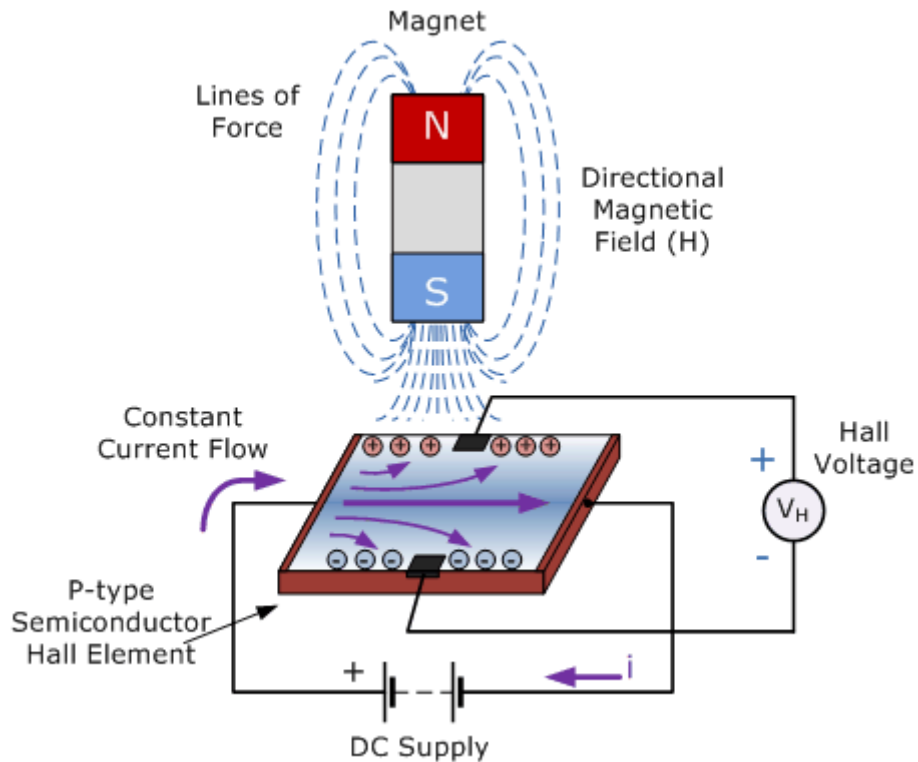 Magnet
Lines of
Force
N
Directional
Magnetic
Field (H)
S
Constant
Current Flow
Hall
Voltage
+ + + + + +
+
VH
-
- - - - - -
P-type
Semiconductor
Hall Element
+
i
DC Supply